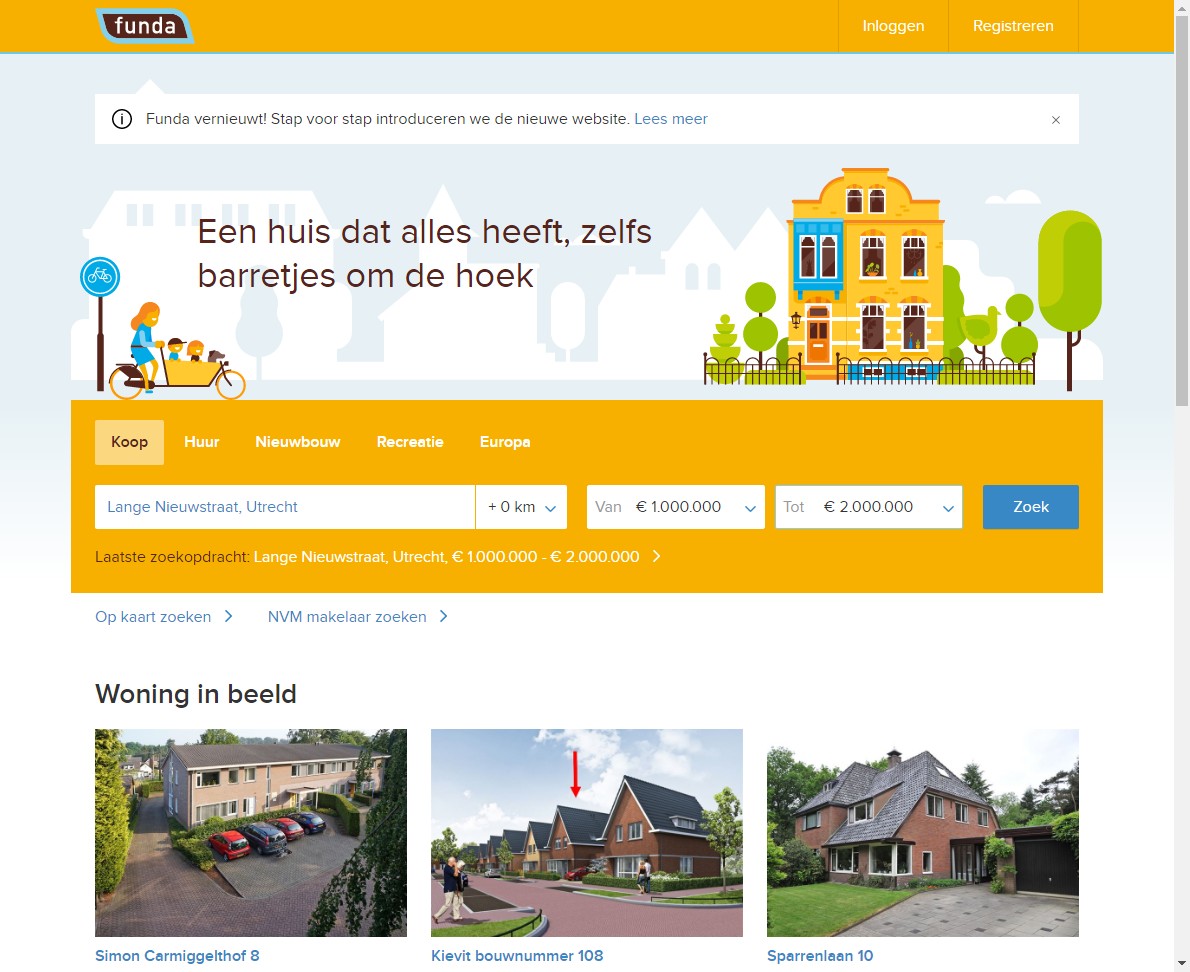 funda
Inloggen
Registreren
Funda vernieuwt! Stap voor stap introduceren we de nieuwe website. Lees meer
Een huis dat alles heeft, zelfs
barretjes om de hoek
Koop
Huur
Nieuwbouw
Recreatie
Europa
Lange Nieuwstraat, Utrecht
+ 0 km
Van € 1.000.000
Tot € 2.000.000
Zoek
Laatste zoekopdracht: Lange Nieuwstraat, Utrecht, € 1.000.000 - € 2.000.000
Op kaart zoeken
NVM makelaar zoeken
Woning in beeld
Simon Carmiggelthof 8
Kievit bouwnummer 108
Sparrenlaan 10